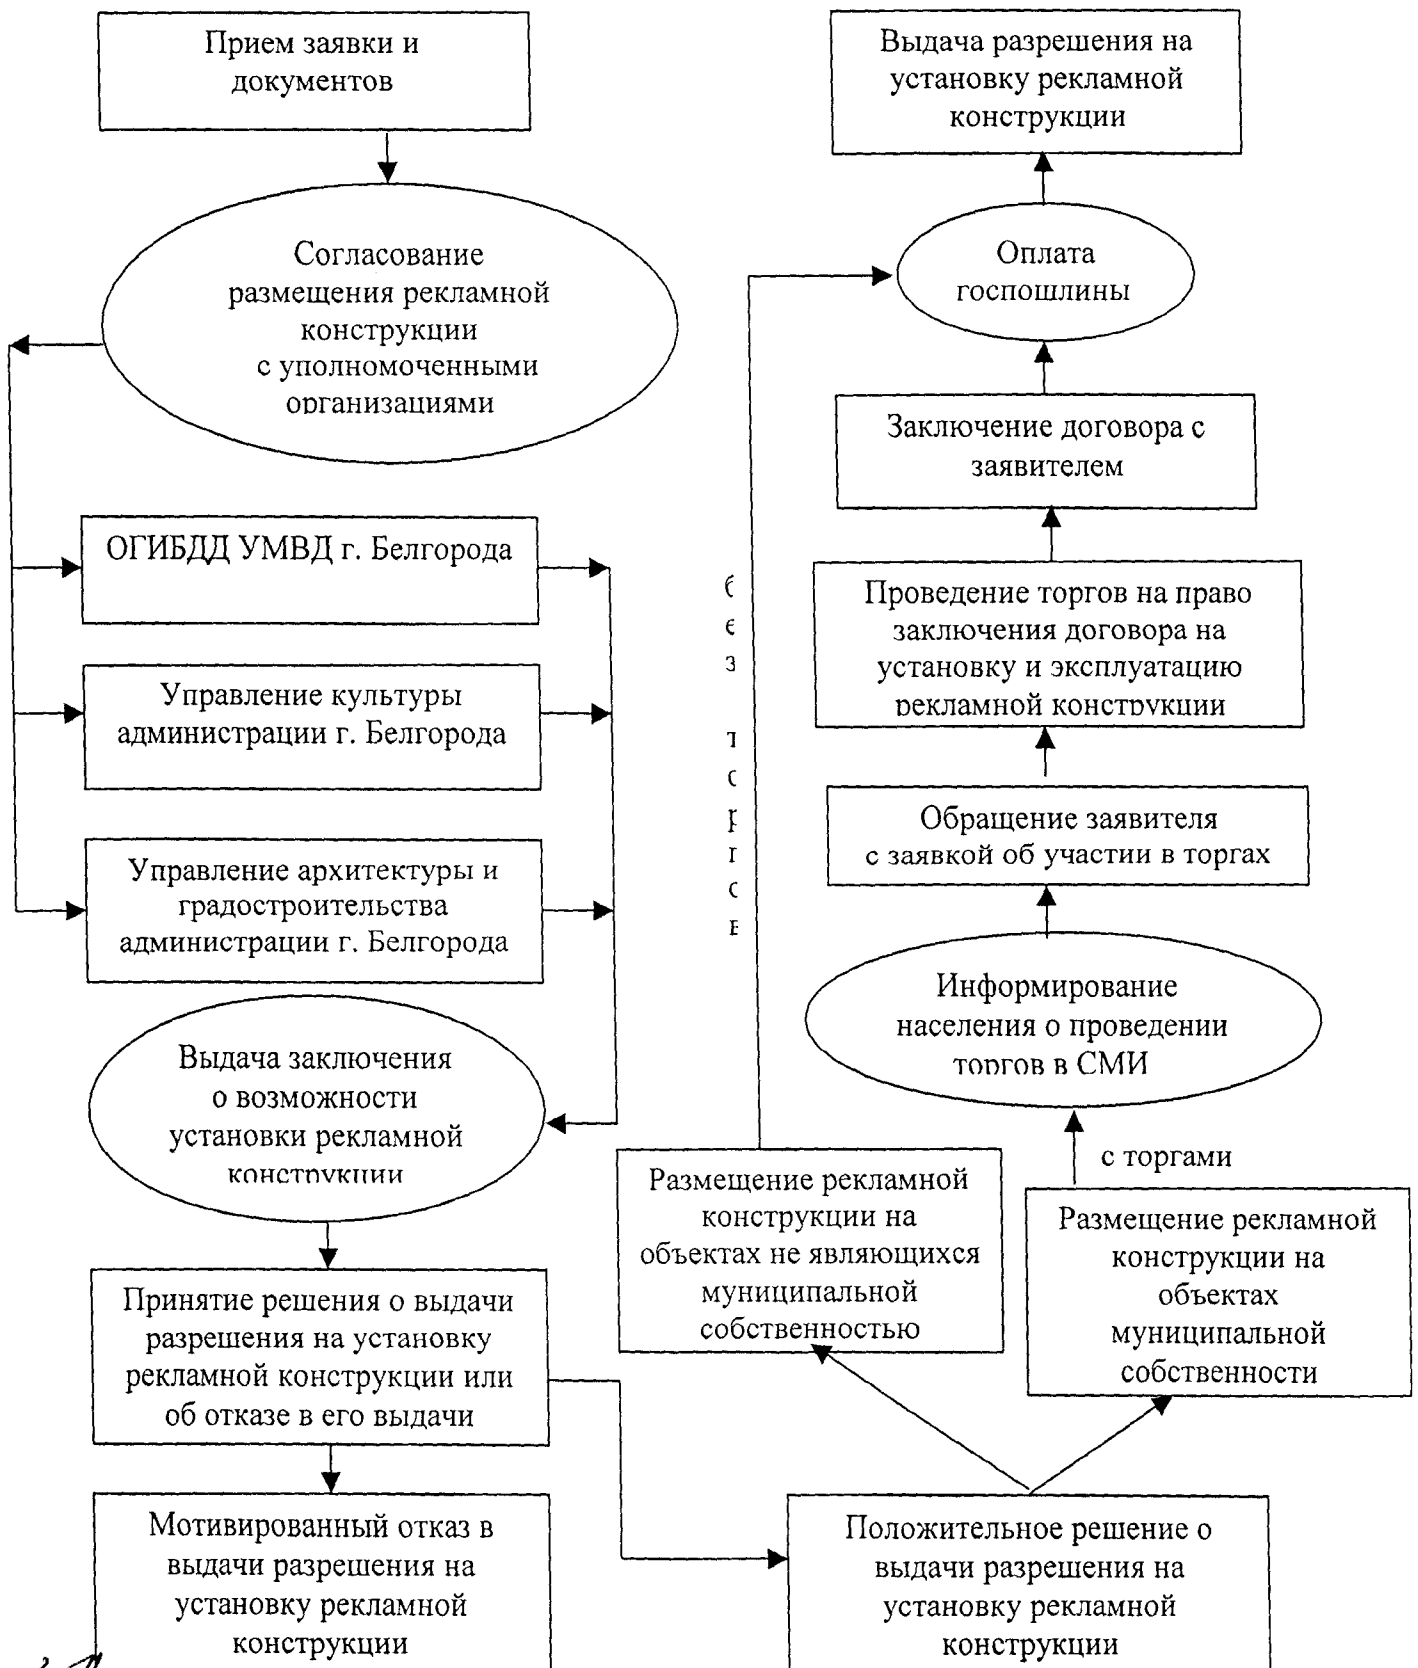 Прием заявки и
документов
Согласование
размещения рекламной
конструкции
с уполномоченными
организациями
ОГИБДД УМВД г. Белгорода
Управление культуры
администрации г. Белгорода
Управление архитектуры и
градостроительства
администрации г. Белгорода
Выдача заключения
о возможности
установки рекламной
конструкции
Принятие решения о выдачи
разрешения на установку
рекламной конструкции или
об отказе в его выдачи
Мотивированный отказ в
выдачи разрешения на
установку рекламной
конструкции
Положительное решение о
выдачи разрешения на
установку рекламной
конструкции
Размещение рекламной
конструкции на
объектах не являющихся
муниципальной
собственностью
б
е
з
т
о
р
г
о
в
Размещение рекламной
конструкции на
объектах
муниципальной
собственности
с торгами
Информирование
населения о проведении
торгов в СМИ
Обращение заявителя
с заявкой об участии в торгах
Проведение торгов на право
заключения договора на
установку и эксплуатацию
рекламной конструкции
Заключение договора с
заявителем
Оплата
госпошлины
Выдача разрешения на
установку рекламной
конструкции